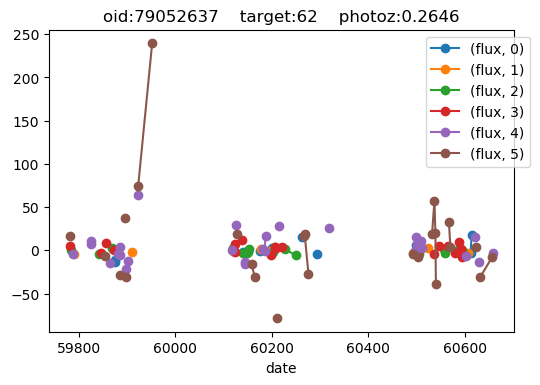 oid:79052637 target:62 photoz:0.2646
250
200
150
100
50
0
−50
59800 60000 60200 60400 60600
date
(flux, 0)
(flux, 1)
(flux, 2)
(flux, 3)
(flux, 4)
(flux, 5)